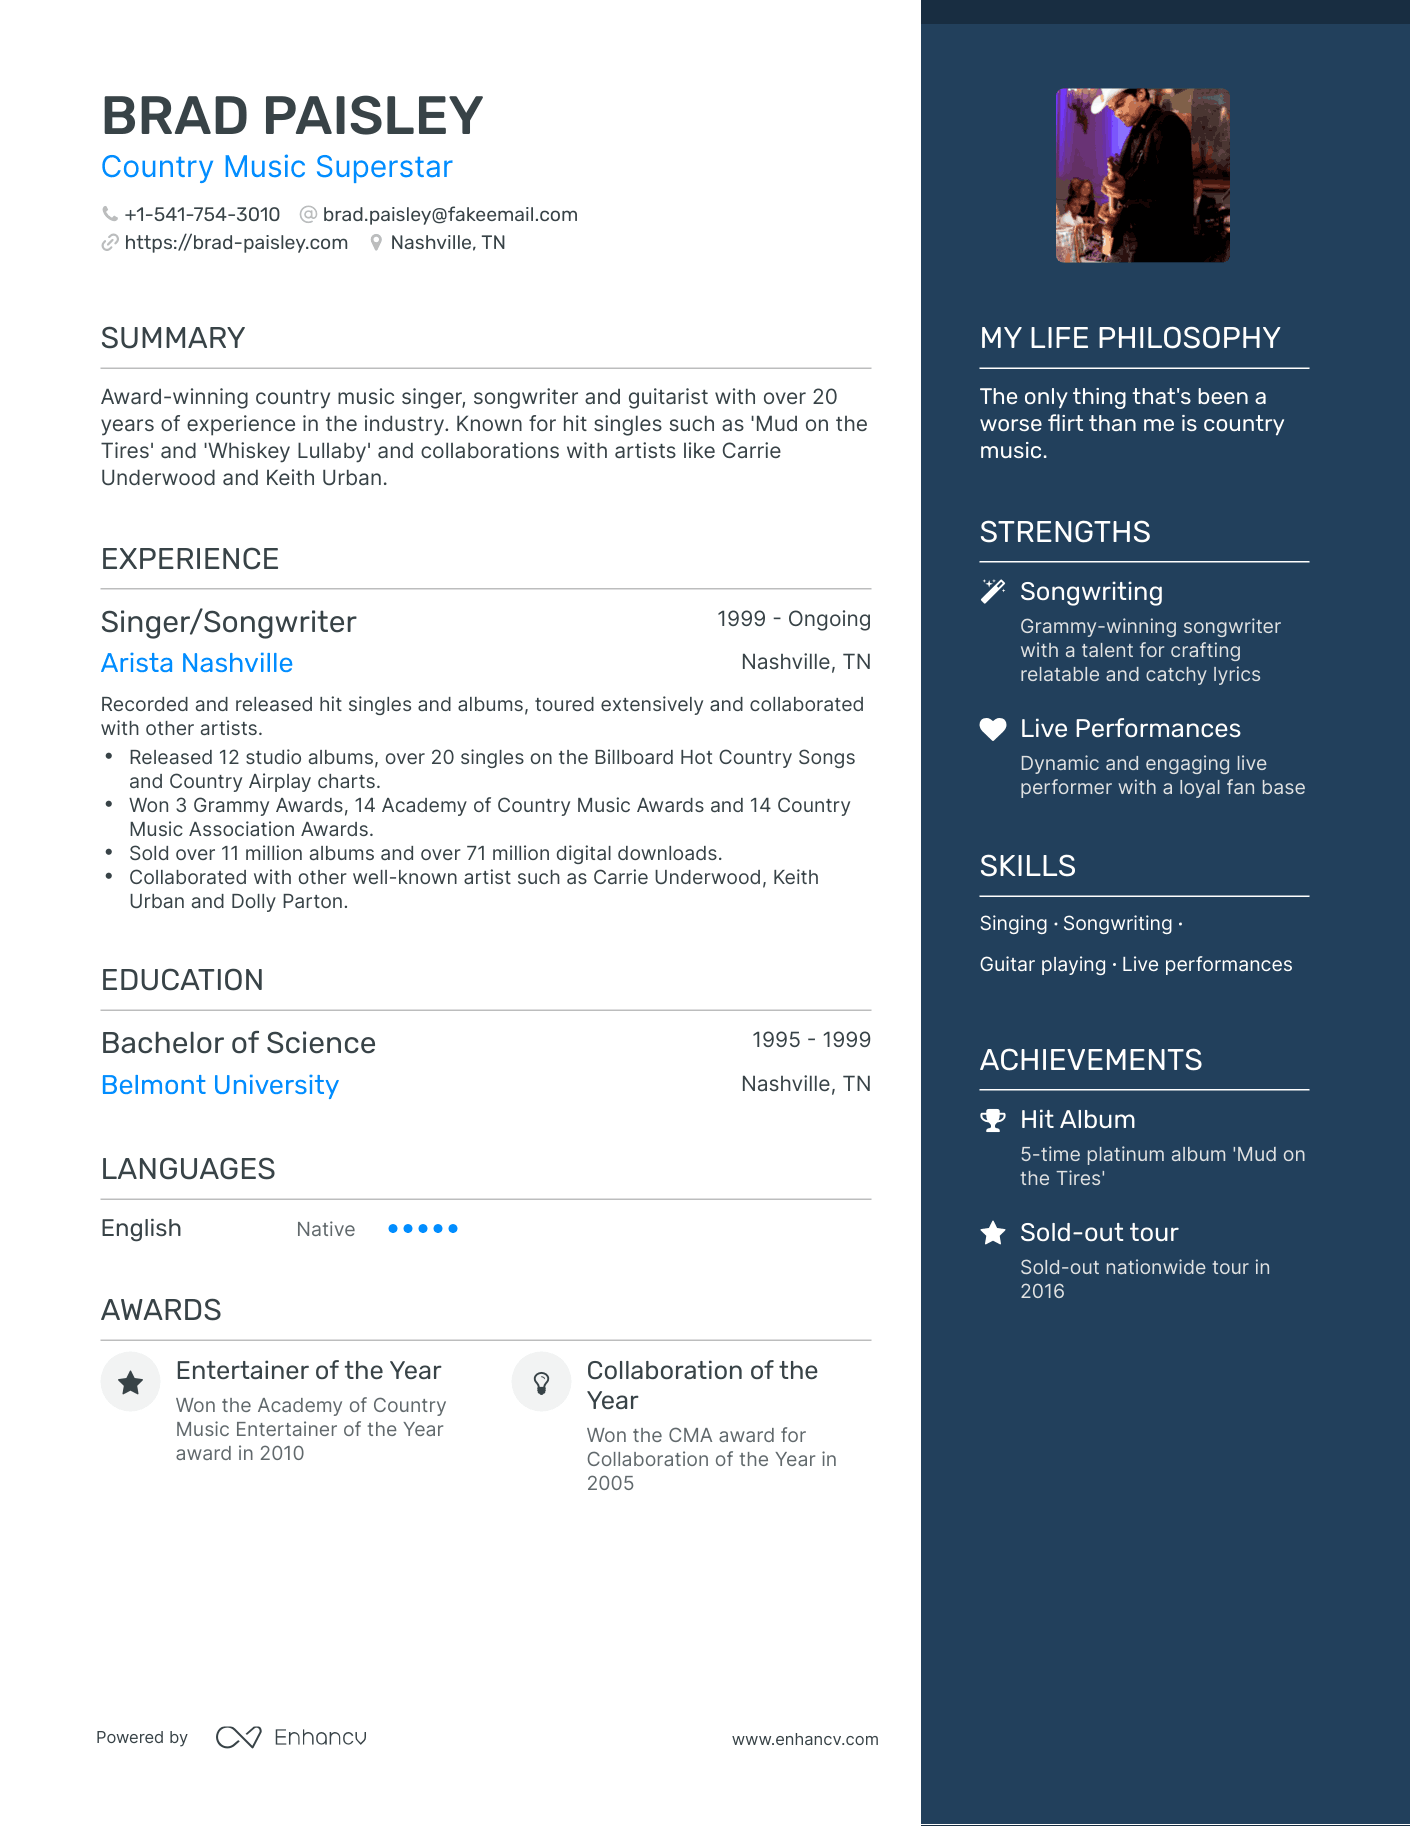 BRAD PAISLEY
Country Music Superstar
+1-541-754-3010 brad.paisley@fakeemail.com
https://brad-paisley.com Nashville, TN
SUMMARY
Award-winning country music singer, songwriter and guitarist with over 20
years of experience in the industry. Known for hit singles such as 'Mud on the
Tires' and 'Whiskey Lullaby' and collaborations with artists like Carrie
Underwood and Keith Urban.
EXPERIENCE
Singer/Songwriter 1999 - Ongoing
Arista Nashville Nashville, TN
Recorded and released hit singles and albums, toured extensively and collaborated
with other artists.
• Released 12 studio albums, over 20 singles on the Billboard Hot Country Songs
and Country Airplay charts.
• Won 3 Grammy Awards, 14 Academy of Country Music Awards and 14 Country
Music Association Awards.
• Sold over 11 million albums and over 71 million digital downloads.
• Collaborated with other well-known artist such as Carrie Underwood, Keith
Urban and Dolly Parton.
EDUCATION
Bachelor of Science 1995 - 1999
Belmont University Nashville, TN
LANGUAGES
English Native
AWARDS
Entertainer of the Year
Won the Academy of Country
Music Entertainer of the Year
award in 2010
Collaboration of the
Year
Won the CMA award for
Collaboration of the Year in
2005
MY LIFE PHILOSOPHY
The only thing that's been a
worse flirt than me is country
music.
STRENGTHS
Songwriting
Grammy-winning songwriter
with a talent for crafting
relatable and catchy lyrics
Live Performances
Dynamic and engaging live
performer with a loyal fan base
SKILLS
Singing · Songwriting ·
Guitar playing · Live performances
ACHIEVEMENTS
Hit Album
5-time platinum album 'Mud on
the Tires'
Sold-out tour
Sold-out nationwide tour in
2016
Powered by Enhancv www.enhancv.com